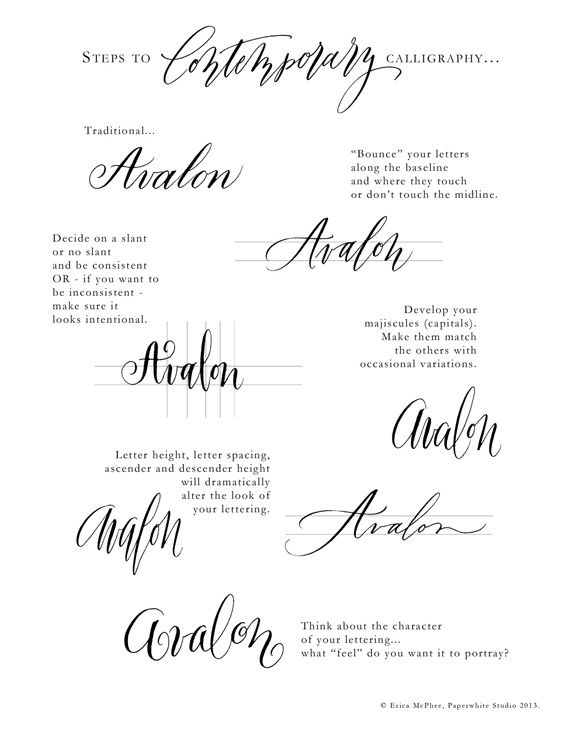 Steps to Contemporary calligraphy...
Traditional...
Avalon
"Bounce" your letters
along the baseline
and where they touch
or don't touch the midline.
Avalon
Decide on a slant
or no slant
and be consistent
OR - if you want to
be inconsistent -
make sure it
looks intentional.
Avalon
Develop your
majiscules (capitals).
Make them match
the others with
occasional variations.
Avalon
Letter height, letter spacing,
ascender and descender height
will dramatically
alter the look of
your lettering.
Avalon
Avalon
Avalon
Think about the character
of your lettering...
what "feel" do you want it to portray?
© Erica McPhee, Paperwhite Studio 2013.